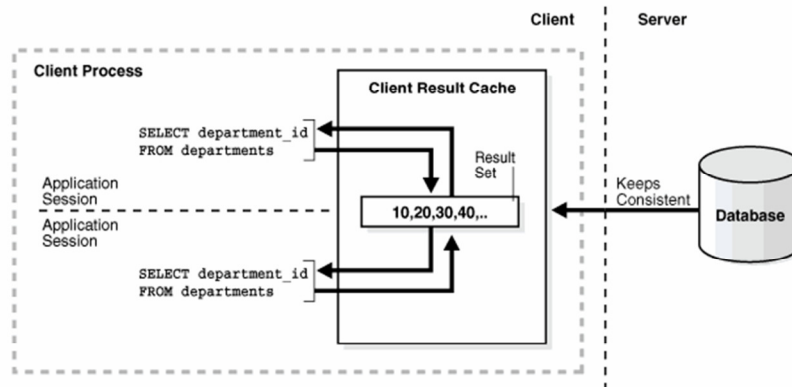 Client
Server
Client Process
Client Result Cache
SELECT department_id
FROM departments
Result
Set
Application
Session
10,20,30,40,..
Keeps
Consistent
Database
Application
Session
SELECT department_id
FROM departments